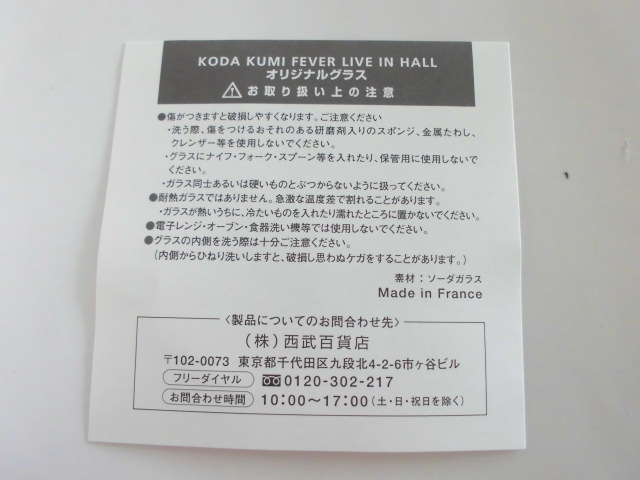 KODA KUMI FEVER LIVE IN HALL
オリジナルグラス
⚠お取り扱い上の注意
●傷がつきますと破損しやすくなります。ご注意ください
・洗う際、傷をつけるおそれのある研磨剤入りのスポンジ、金属たわし、
クレンザー等を使用しないでください。
・グラスにナイフ・フォーク・スプーン等を入れたり、保管用に使用しないで
ください。
・ガラス同士あるいは硬いものとぶつからないように扱ってください。
●耐熱ガラスではありません。急激な温度差で割れることがあります。
・ガラスが熱いうちに、冷たいものを入れたり濡れたところに置かないでください。
●電子レンジ・オーブン・食器洗い機等では使用しないでください。
●グラスの内側を洗う際は十分ご注意ください。
(内側からひねり洗いしますと、破損し思わぬケガをすることがあります。)
素材：ソーダガラス
Made in France
〈製品についてのお問合わせ先〉
(株)西武百貨店
〒102-0073 東京都千代田区九段北4-2-6市ヶ谷ビル
フリーダイヤル 0120-302-217
お問合わせ時間 10:00〜17:00(土・日・祝日を除く)